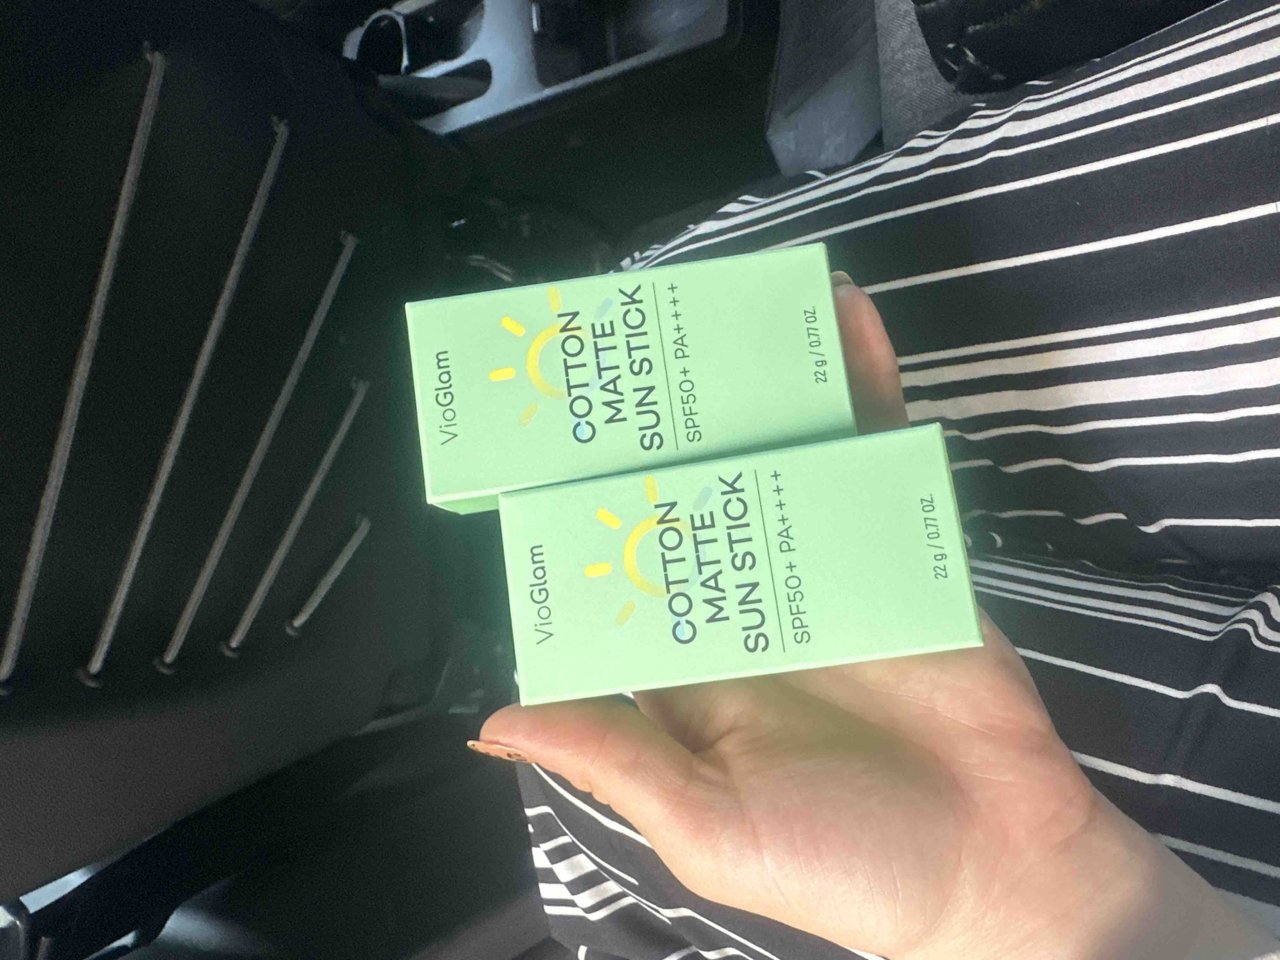 VioGlam
COTTON
MATTE
SUN STICK
SPF50+ PA++++
22 g / 0.77 OZ.
VioGlam
COTTON
MATTE
SUN STICK
SPF50+ PA++++
22 g / 0.77 OZ.